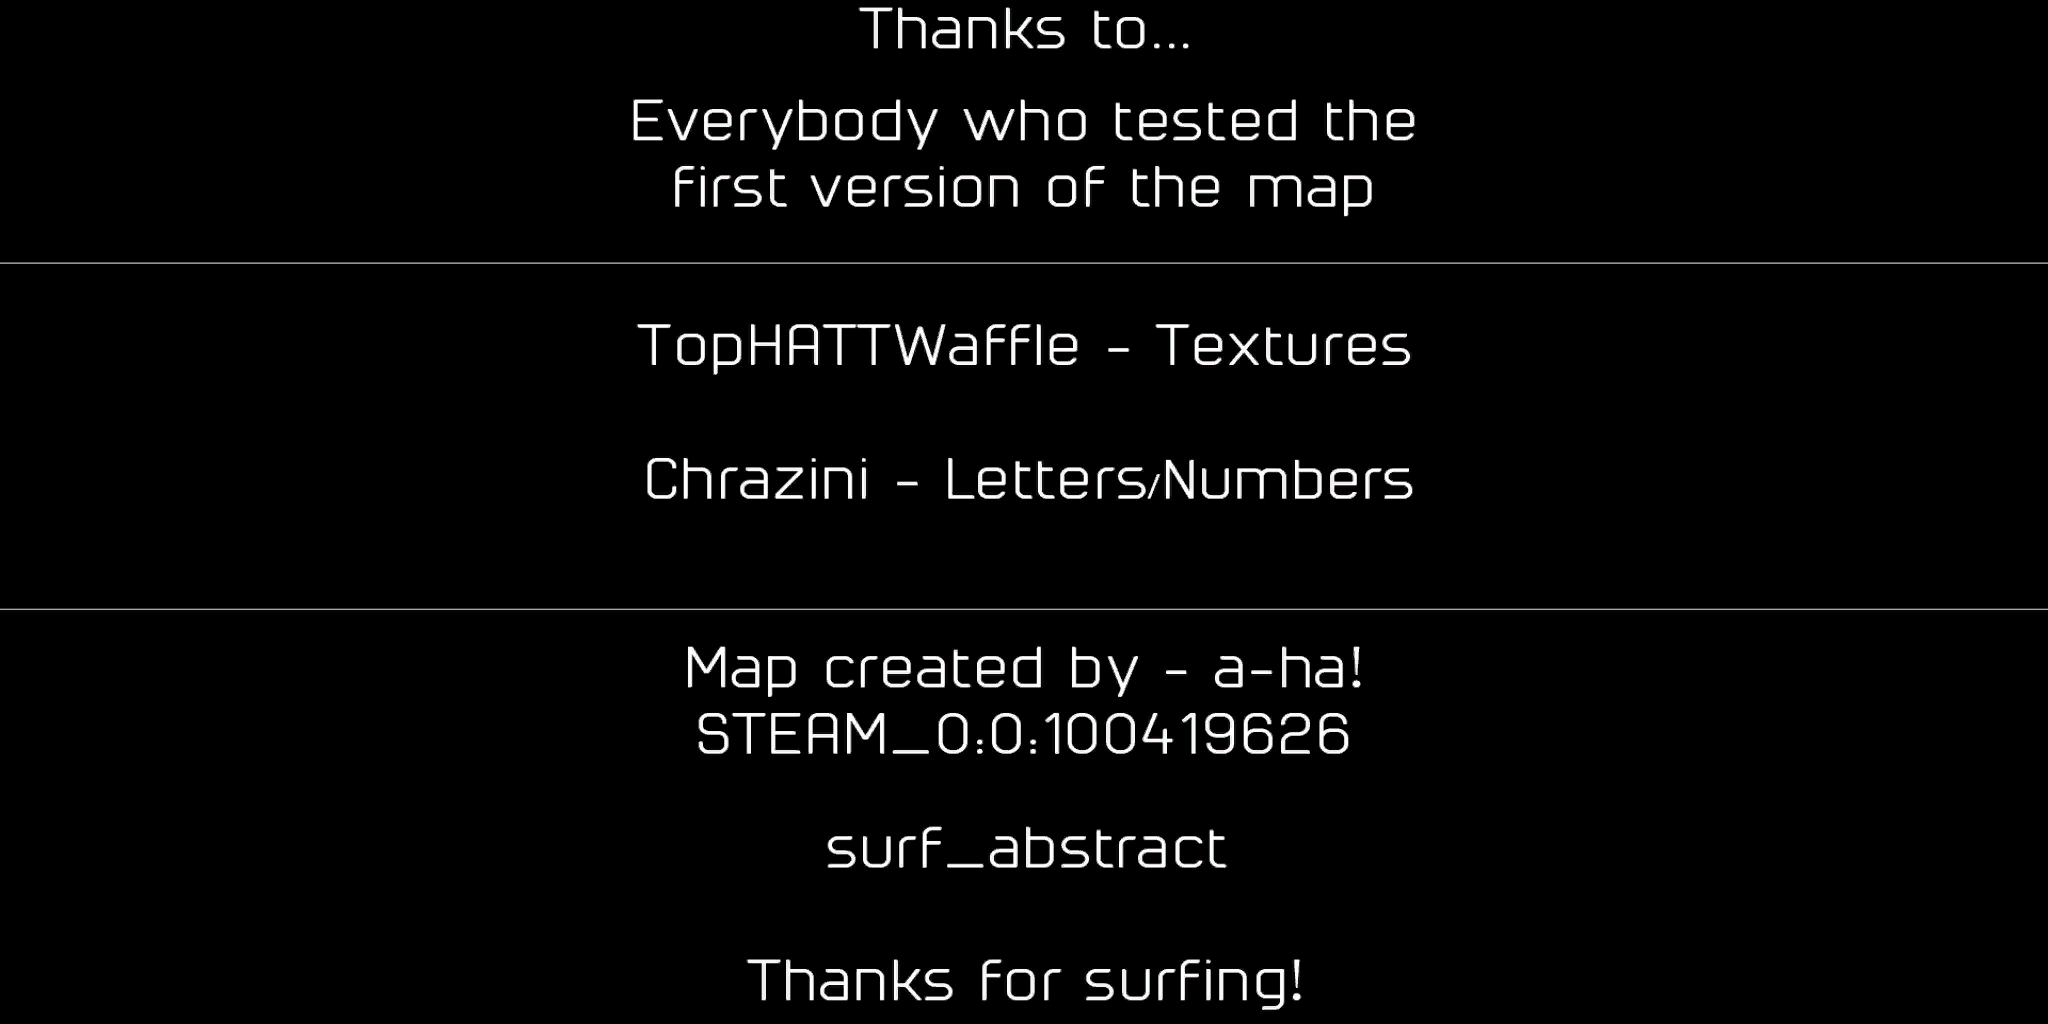 Thanks to...
Everybody who tested the
first version of the map
TopHATTWaffle - Textures
Chrazini - Letters/Numbers
Map created by - a-ha!
STEAM_0:0:100419626
surf_abstract
Thanks for surfing!